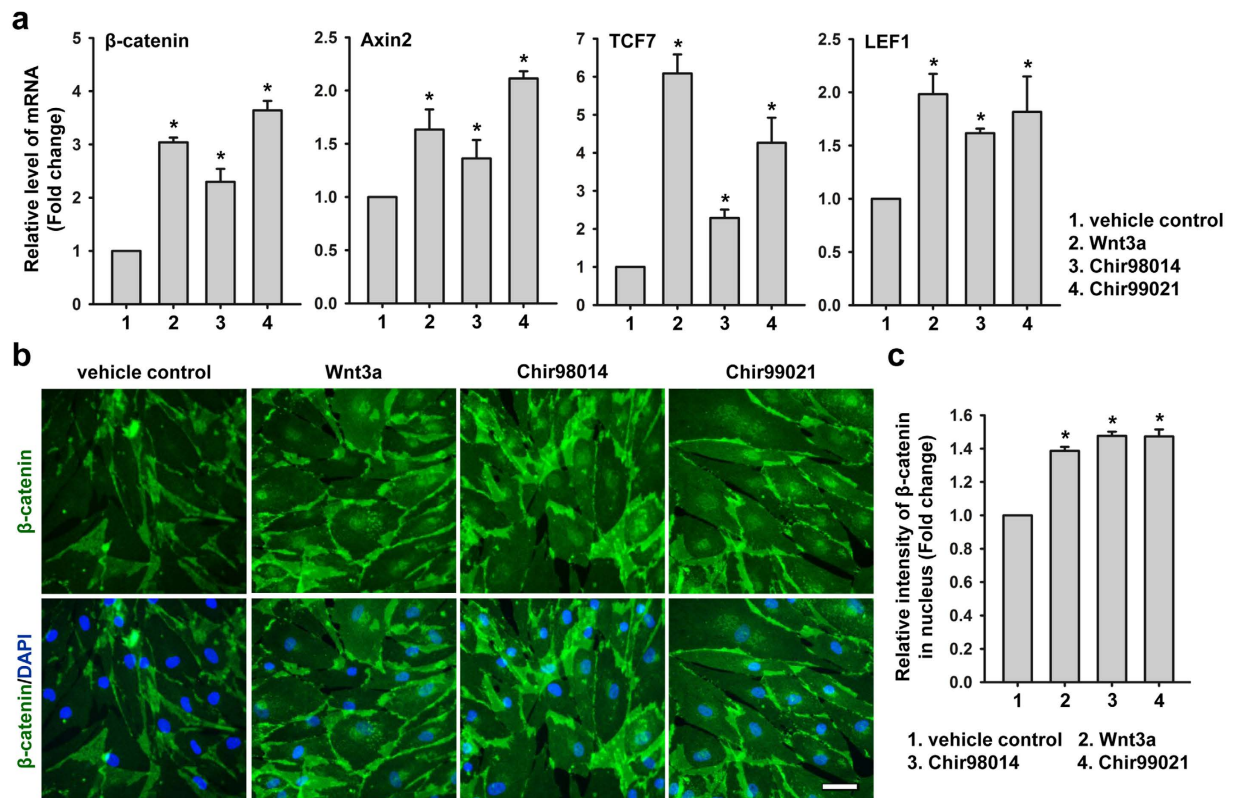 a
β-catenin
Axin2
TCF7
LEF1
Relative level of mRNA
(Fold change)
5
4
3
2
1
0
*
*
*
1 2 3 4
2.5
2.0
1.5
1.0
0.5
0.0
*
*
*
1 2 3 4
7
6
5
4
3
2
1
0
*
*
*
1 2 3 4
2.5
2.0
1.5
1.0
0.5
0.0
*
*
*
1 2 3 4
1. vehicle control
2. Wnt3a
3. Chir98014
4. Chir99021
b
vehicle control
Wnt3a
Chir98014
Chir99021
β-catenin
β-catenin/DAPI
c
Relative intensity of β-catenin
in nucleus (Fold change)
1.6
1.4
1.2
1.0
0.8
0.6
0.4
0.2
0.0
*
*
*
1 2 3 4
1. vehicle control 2. Wnt3a
3. Chir98014 4. Chir99021